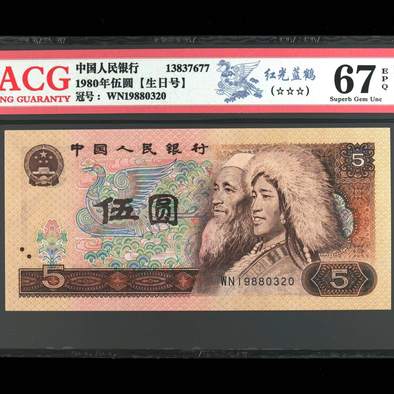 ACG
NG GUARANTY
中国人民银行 13837677
1980年伍圆【生日号】
冠号：WN19880320
红光蓝鹤
(☆☆☆)
67 EPQ
Superb Gem Unc
中国人民银行
5
伍圆
WN19880320
5
5